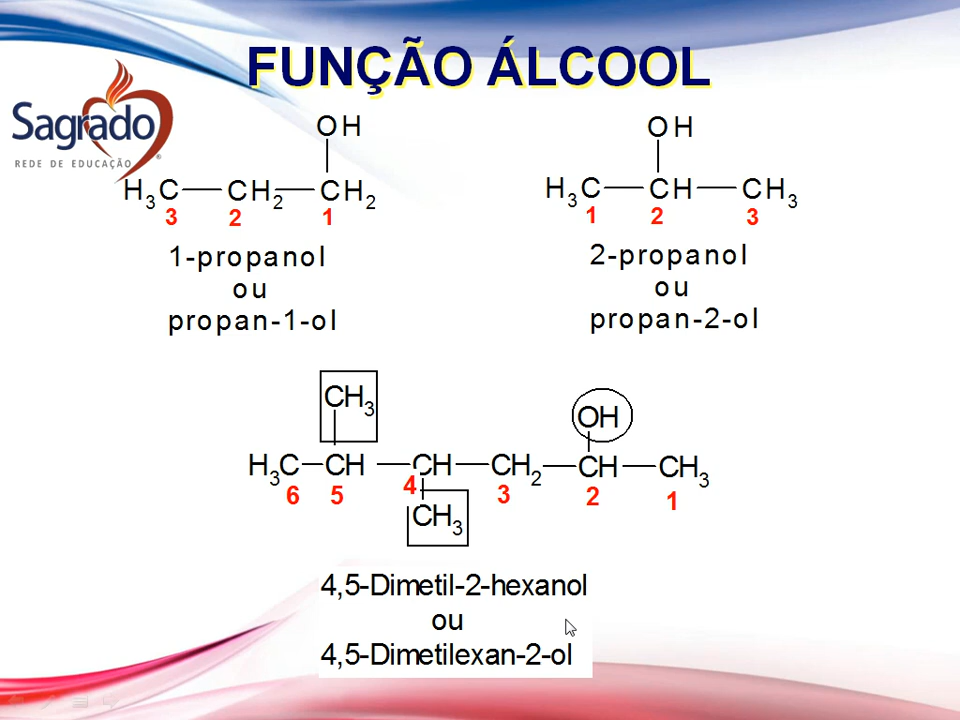 FUNÇÃO ÁLCOOL
Sagrado
REDE DE EDUCAÇÃO
OH
H3C CH2 CH2
3 2 1
1-propanol
ou
propan-1-ol
OH
H3C CH CH3
1 2 3
2-propanol
ou
propan-2-ol
CH3
OH
H3C CH CH CH2 CH CH3
6 5 4 3 2 1
CH3
4,5-Dimetil-2-hexanol
ou
4,5-Dimetilexan-2-ol